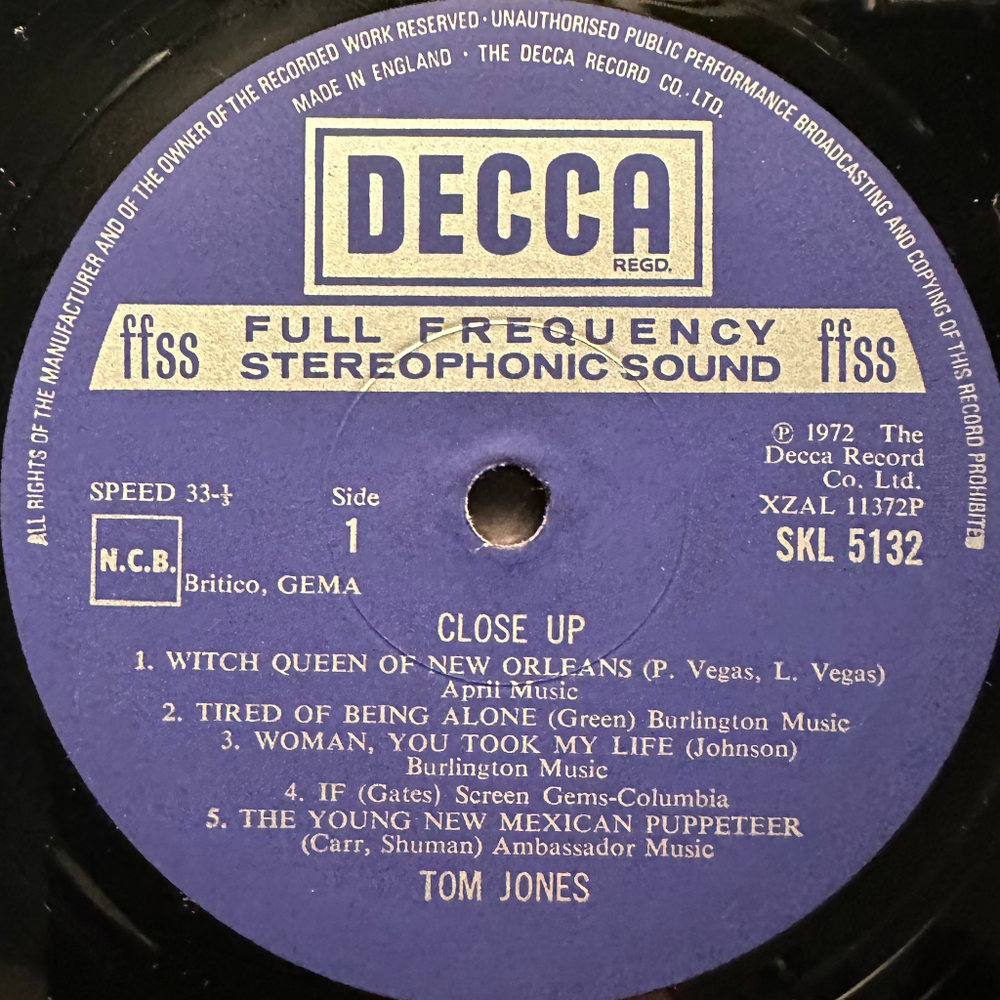 ALL RIGHTS OF THE MANUFACTURER AND OF THE OWNER OF THE RECORDED WORK RESERVED · UNAUTHORISED PUBLIC PERFORMANCE BROADCASTING AND COPYING OF THIS RECORD PROHIBITED
MADE IN ENGLAND · THE DECCA RECORD CO. LTD.
DECCA
REGD.
ffss FULL FREQUENCY ffss
STEREOPHONIC SOUND
℗ 1972 The
Decca Record
Co. Ltd.
XZAL 11372P
SKL 5132
SPEED 33-⅓
Side
1
N.C.B.
Britico, GEMA
CLOSE UP
1. WITCH QUEEN OF NEW ORLEANS (P. Vegas, L. Vegas)
April Music
2. TIRED OF BEING ALONE (Green) Burlington Music
3. WOMAN, YOU TOOK MY LIFE (Johnson)
Burlington Music
4. IF (Gates) Screen Gems-Columbia
5. THE YOUNG NEW MEXICAN PUPPETEER
(Carr, Shuman) Ambassador Music
TOM JONES